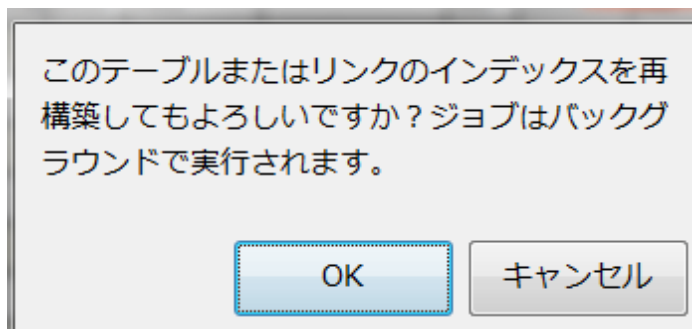 このテーブルまたはリンクのインデックスを再
構築してもよろしいですか？ジョブはバックグ
ラウンドで実行されます。
OK
キャンセル